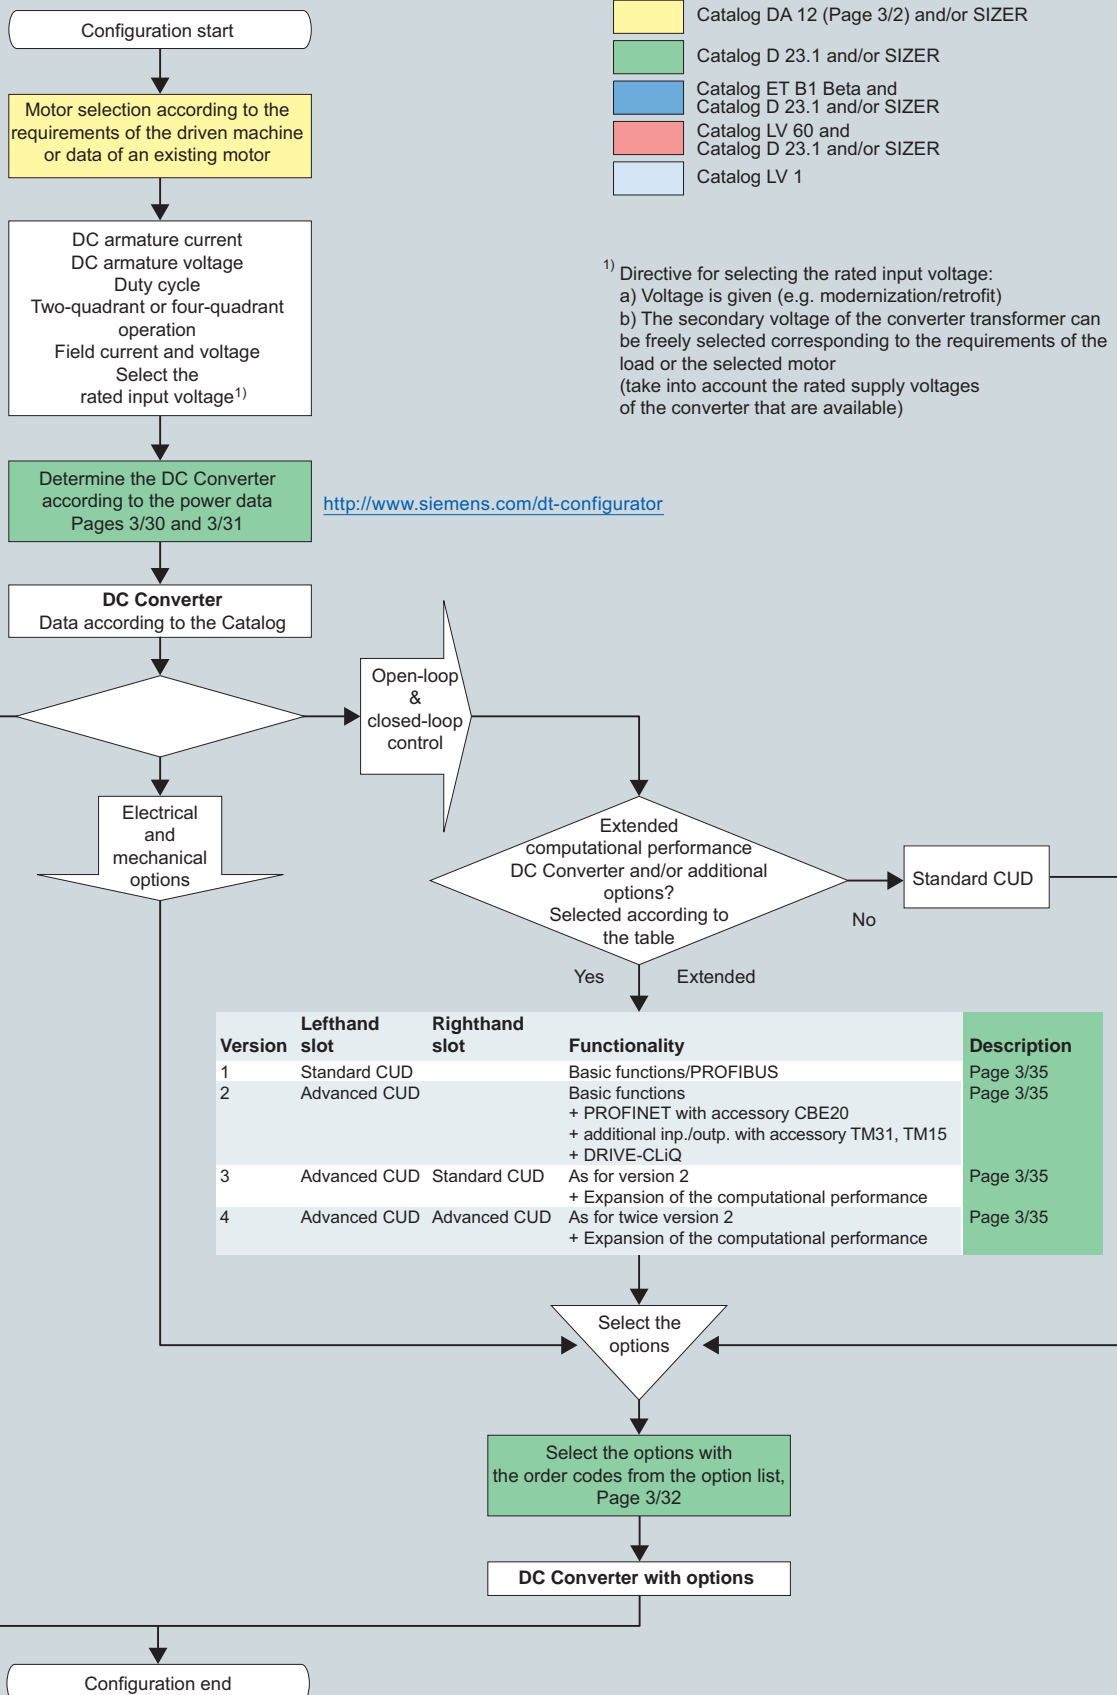 Configuration start
Catalog DA 12 (Page 3/2) and/or SIZER
Catalog D 23.1 and/or SIZER
Catalog ET B1 Beta and
Catalog D 23.1 and/or SIZER
Catalog LV 60 and
Catalog D 23.1 and/or SIZER
Catalog LV 1
Motor selection according to the
requirements of the driven machine
or data of an existing motor
DC armature current
DC armature voltage
Duty cycle
Two-quadrant or four-quadrant
operation
Field current and voltage
Select the
rated input voltage1)
1) Directive for selecting the rated input voltage:
a) Voltage is given (e.g. modernization/retrofit)
b) The secondary voltage of the converter transformer can
be freely selected corresponding to the requirements of the
load or the selected motor
(take into account the rated supply voltages
of the converter that are available)
Determine the DC Converter
according to the power data
Pages 3/30 and 3/31
http://www.siemens.com/dt-configurator
DC Converter
Data according to the Catalog
Open-loop
&
closed-loop
control
Electrical
and
mechanical
options
Extended
computational performance
DC Converter and/or additional
options?
Selected according to
the table
No
Standard CUD
Yes Extended
Version Lefthand slot Righthand slot Functionality Description
1 Standard CUD Basic functions/PROFIBUS Page 3/35
2 Advanced CUD Basic functions Page 3/35
+ PROFINET with accessory CBE20
+ additional inp./outp. with accessory TM31, TM15
+ DRIVE-CLiQ
3 Advanced CUD Standard CUD As for version 2 Page 3/35
+ Expansion of the computational performance
4 Advanced CUD Advanced CUD As for twice version 2 Page 3/35
+ Expansion of the computational performance
Select the
options
Select the options with
the order codes from the option list,
Page 3/32
DC Converter with options
Configuration end